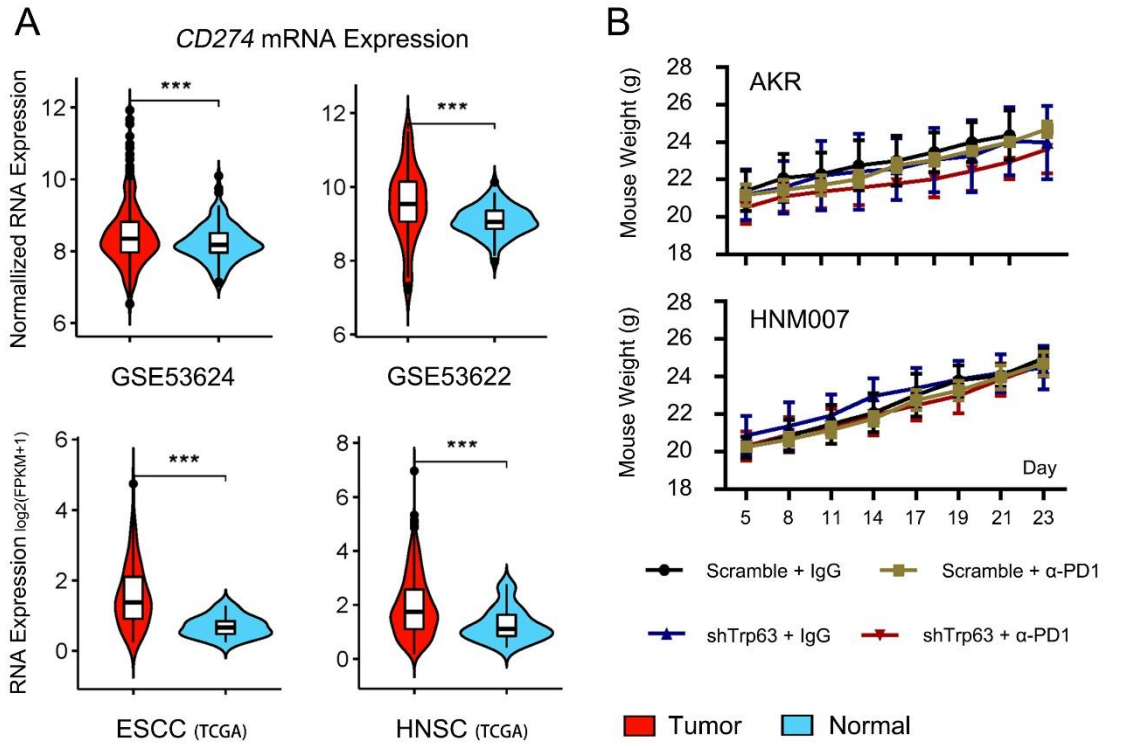 A
CD274 mRNA Expression
Normallized RNA Expression
12
10
8
6
***
GSE53624
12
10
8
6
***
GSE53622
RNA Expression log2(FPKIM+1)
6
4
2
0
***
ESCC (TCGA)
8
6
4
2
0
***
HNSC (TCGA)
B
AKR
Mouse Weight (g)
28
26
24
22
20
18
HNM007
Mouse Weight (g)
28
26
24
22
20
18
Day
5 8 11 14 17 19 21 23
Scramble + IgG
Scramble + α-PD1
shTrp63 + IgG
shTrp63 + α-PD1
Tumor
Normal